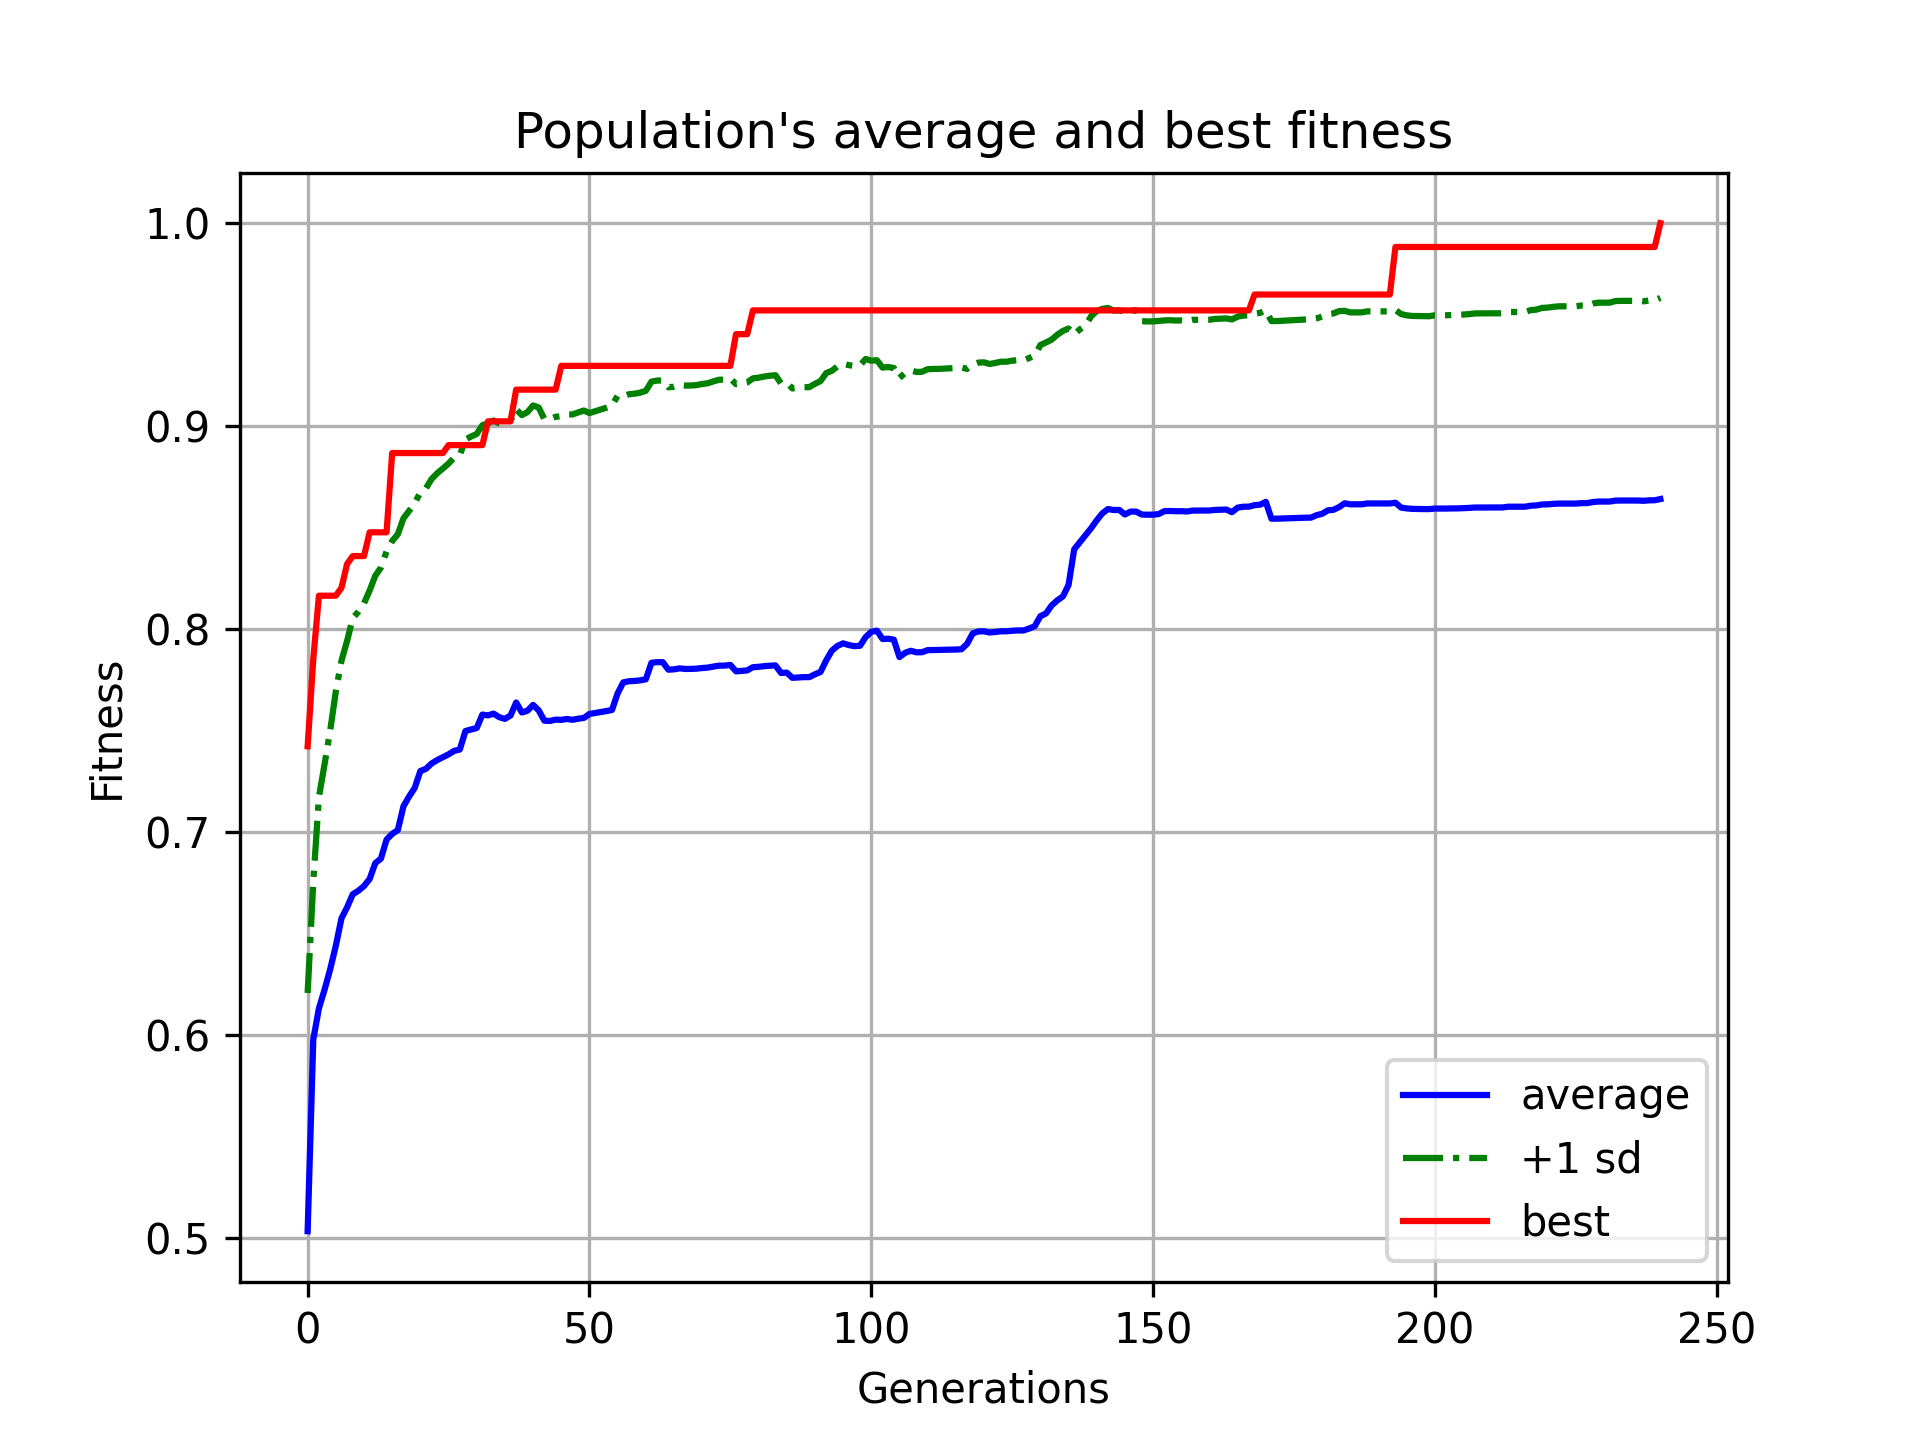 Population's average and best fitness
1.0
0.9
0.8
0.7
0.6
0.5
Fitness
0 50 100 150 200 250
Generations
average
+1 sd
best